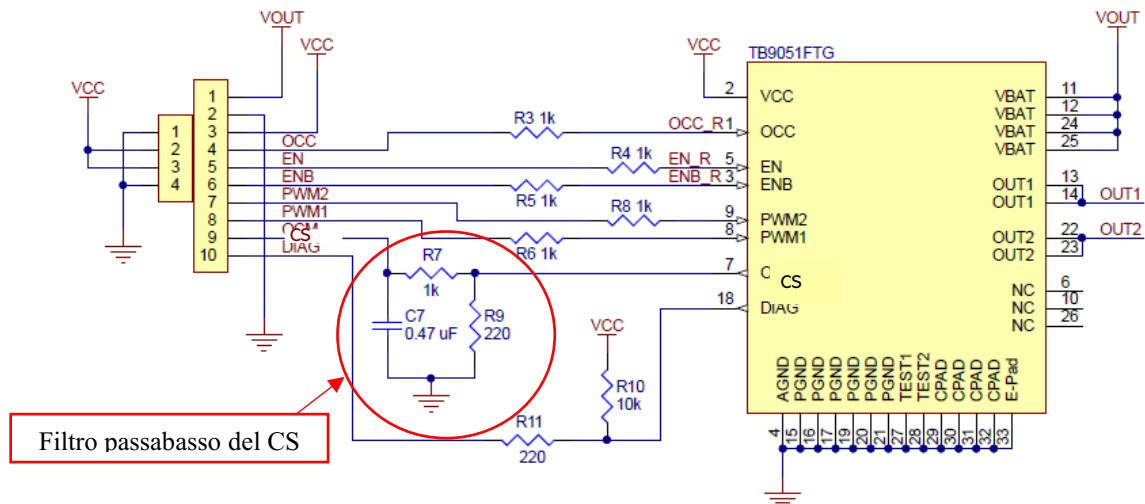 VOUT
VCC
VCC
1
2
3
4
5
6
7
8
9
10
1
2
3
4
OCC
EN
ENB
PWM2
PWM1
CS
DIAG
R3 1k
OCC_R
R4 1k
EN_R
R5 1k
ENB_R
R8 1k
R6 1k
R7
1k
C7
0.47 uF
R9
220
VCC
R10
10k
R11
220
Filtro passabasso del CS
VCC
TB9051FTG
VOUT
2 VCC
1 OCC
5 EN
3 ENB
9 PWM2
8 PWM1
7 CS
18 DIAG
VBAT 11
VBAT 12
VBAT 24
VBAT 25
OUT1 13
OUT1 14
OUT1
OUT2 22
OUT2 23
OUT2
NC 6
NC 10
NC 26
AGND 4
PGND 15
PGND 16
PGND 17
PGND 19
PGND 20
PGND 21
TEST1 27
TEST2 28
CPAD 29
CPAD 30
CPAD 31
CPAD 32
E-Pad 33